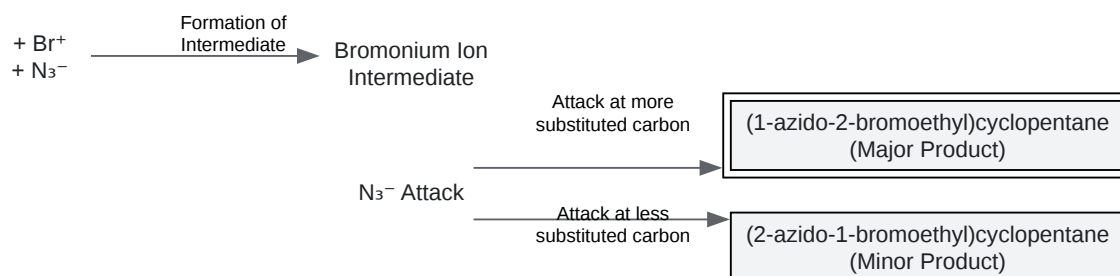 + Br⁺
+ N₃⁻
Formation of
Intermediate
Bromonium Ion
Intermediate
Attack at more
substituted carbon
(1-azido-2-bromoethyl)cyclopentane
(Major Product)
N₃⁻ Attack
Attack at less
substituted carbon
(2-azido-1-bromoethyl)cyclopentane
(Minor Product)